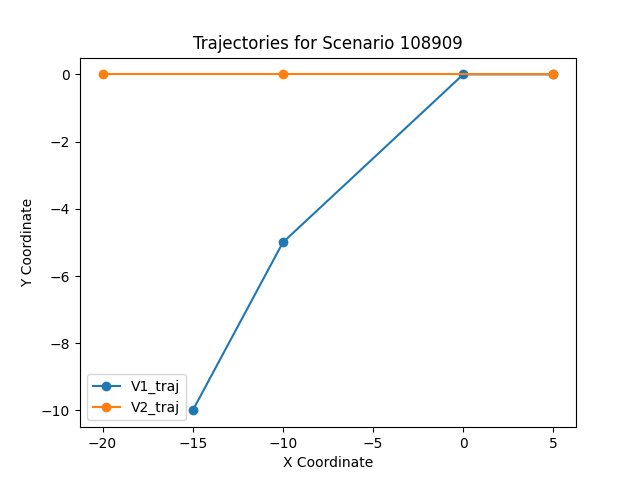 Trajectories for Scenario 108909
0
−2
−4
−6
−8
−10
Y Coordinate
V1_traj
V2_traj
−20 −15 −10 −5 0 5
X Coordinate